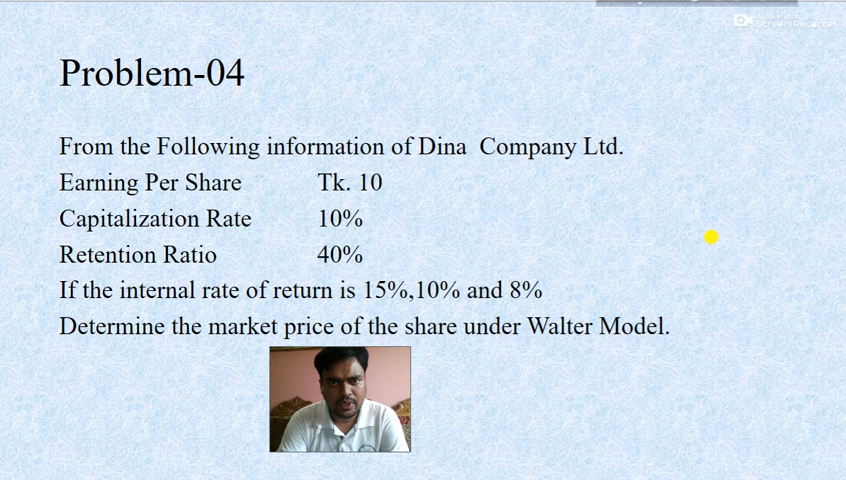 Screen Recorder
Problem-04
From the Following information of Dina Company Ltd.
Earning Per Share Tk. 10
Capitalization Rate 10%
Retention Ratio 40%
If the internal rate of return is 15%,10% and 8%
Determine the market price of the share under Walter Model.